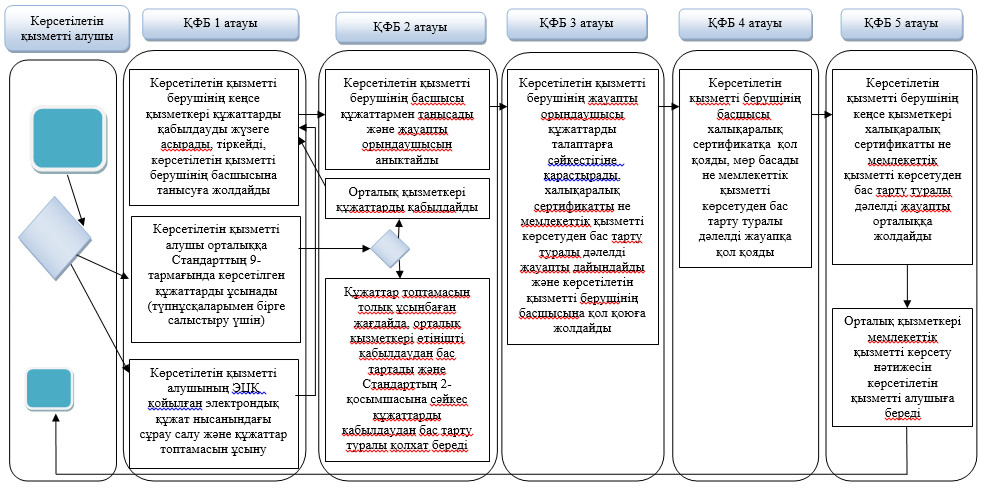 Көрсетілетін
қызметті алушы
ҚФБ 1 атауы
ҚФБ 2 атауы
ҚФБ 3 атауы
ҚФБ 4 атауы
ҚФБ 5 атауы
Көрсетілетін қызметті
берушінің кеңсе
қызметкері құжаттарды
қабылдауды жүзеге
асырады, тіркейді,
көрсетілетін қызметті
берушінің басшысына
танысуға жолдайды
Көрсетілетін қызметті
алушы орталыққа
Стандарттың 9-
тармағында көрсетілген
құжаттарды ұсынады
(түпнұсқаларымен бірге
салыстыру үшін)
Көрсетілетін қызметті
алушының ЭЦҚ
қойылған электрондық
құжат нысанындағы
сұрау салу және құжаттар
топтамасын ұсыну
Көрсетілетін қызметті
берушінің басшысы
құжаттармен танысады
және жауапты
орындаушысын
анықтайды
Орталық қызметкері
құжаттарды қабылдайды
Құжаттар топтамасын
толық ұсынбаған
жағдайда, орталық
қызметкері өтінішті
қабылдаудан бас
тартады және
Стандарттың 2-
қосымшасына сәйкес
құжаттарды
қабылдаудан бас тарту
туралы қолхат береді
Көрсетілетін қызметті
берушінің жауапты
орындаушысы
құжаттарды
талаптарға
сәйкестігіне
қарастырады,
халықаралық
сертификатты не
мемлекеттік қызметті
көрсетуден бас тарту
туралы дәлелді
жауапты дайындайды
және көрсетілетін
қызметті берушінің
басшысына қол қоюға
жолдайды
Көрсетілетін
қызметті берушінің
басшысы
халықаралық
сертификатқа қол
қояды, мөр басады
не мемлекеттік
қызметті
көрсетуден бас
тарту туралы
дәлелді жауапқа
қол қояды
Көрсетілетін
қызметті берушінің
кеңсе қызметкері
халықаралық
сертификатты не
мемлекеттік
қызметті көрсетуден
бас тарту туралы
дәлелді жауапты
орталыққа
жолдайды
Орталық қызметкері
мемлекеттік
қызметті көрсету
нәтижесін
көрсетілетін
қызметті алушыға
береді